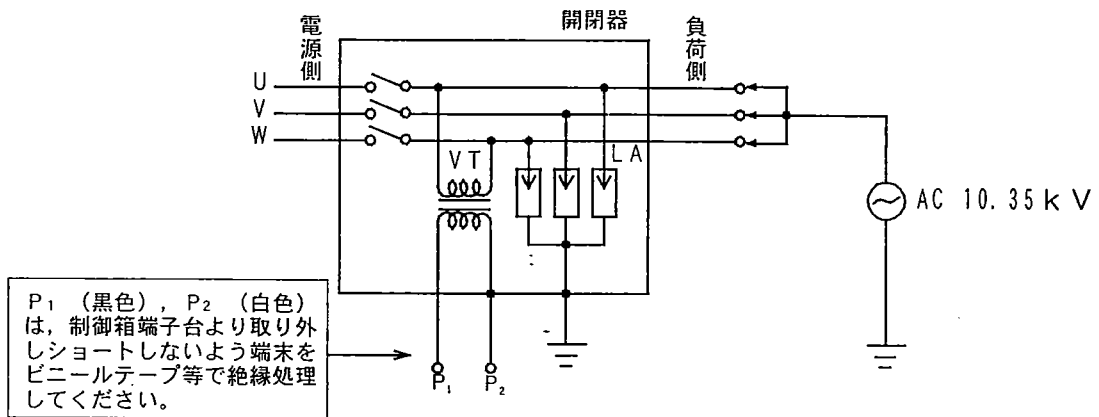 電源側
開閉器
負荷側
U
V
W
VT
LA
AC 10.35kV
P₁ （黒色），P₂ （白色）
は，制御箱端子台より取り外
しショートしないよう端末を
ビニールテープ等で絶縁処理
してください。
P₁
P₂